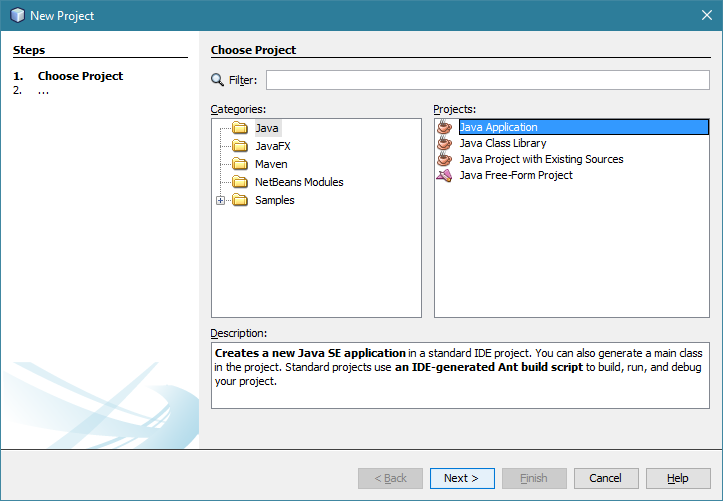 New Project
Steps
1. Choose Project
2. ...
Choose Project
Filter:
Categories:
Java
JavaFX
Maven
NetBeans Modules
Samples
Projects:
Java Application
Java Class Library
Java Project with Existing Sources
Java Free-Form Project
Description:
Creates a new Java SE application in a standard IDE project. You can also generate a main class
in the project. Standard projects use an IDE-generated Ant build script to build, run, and debug
your project.
< Back
Next >
Finish
Cancel
Help